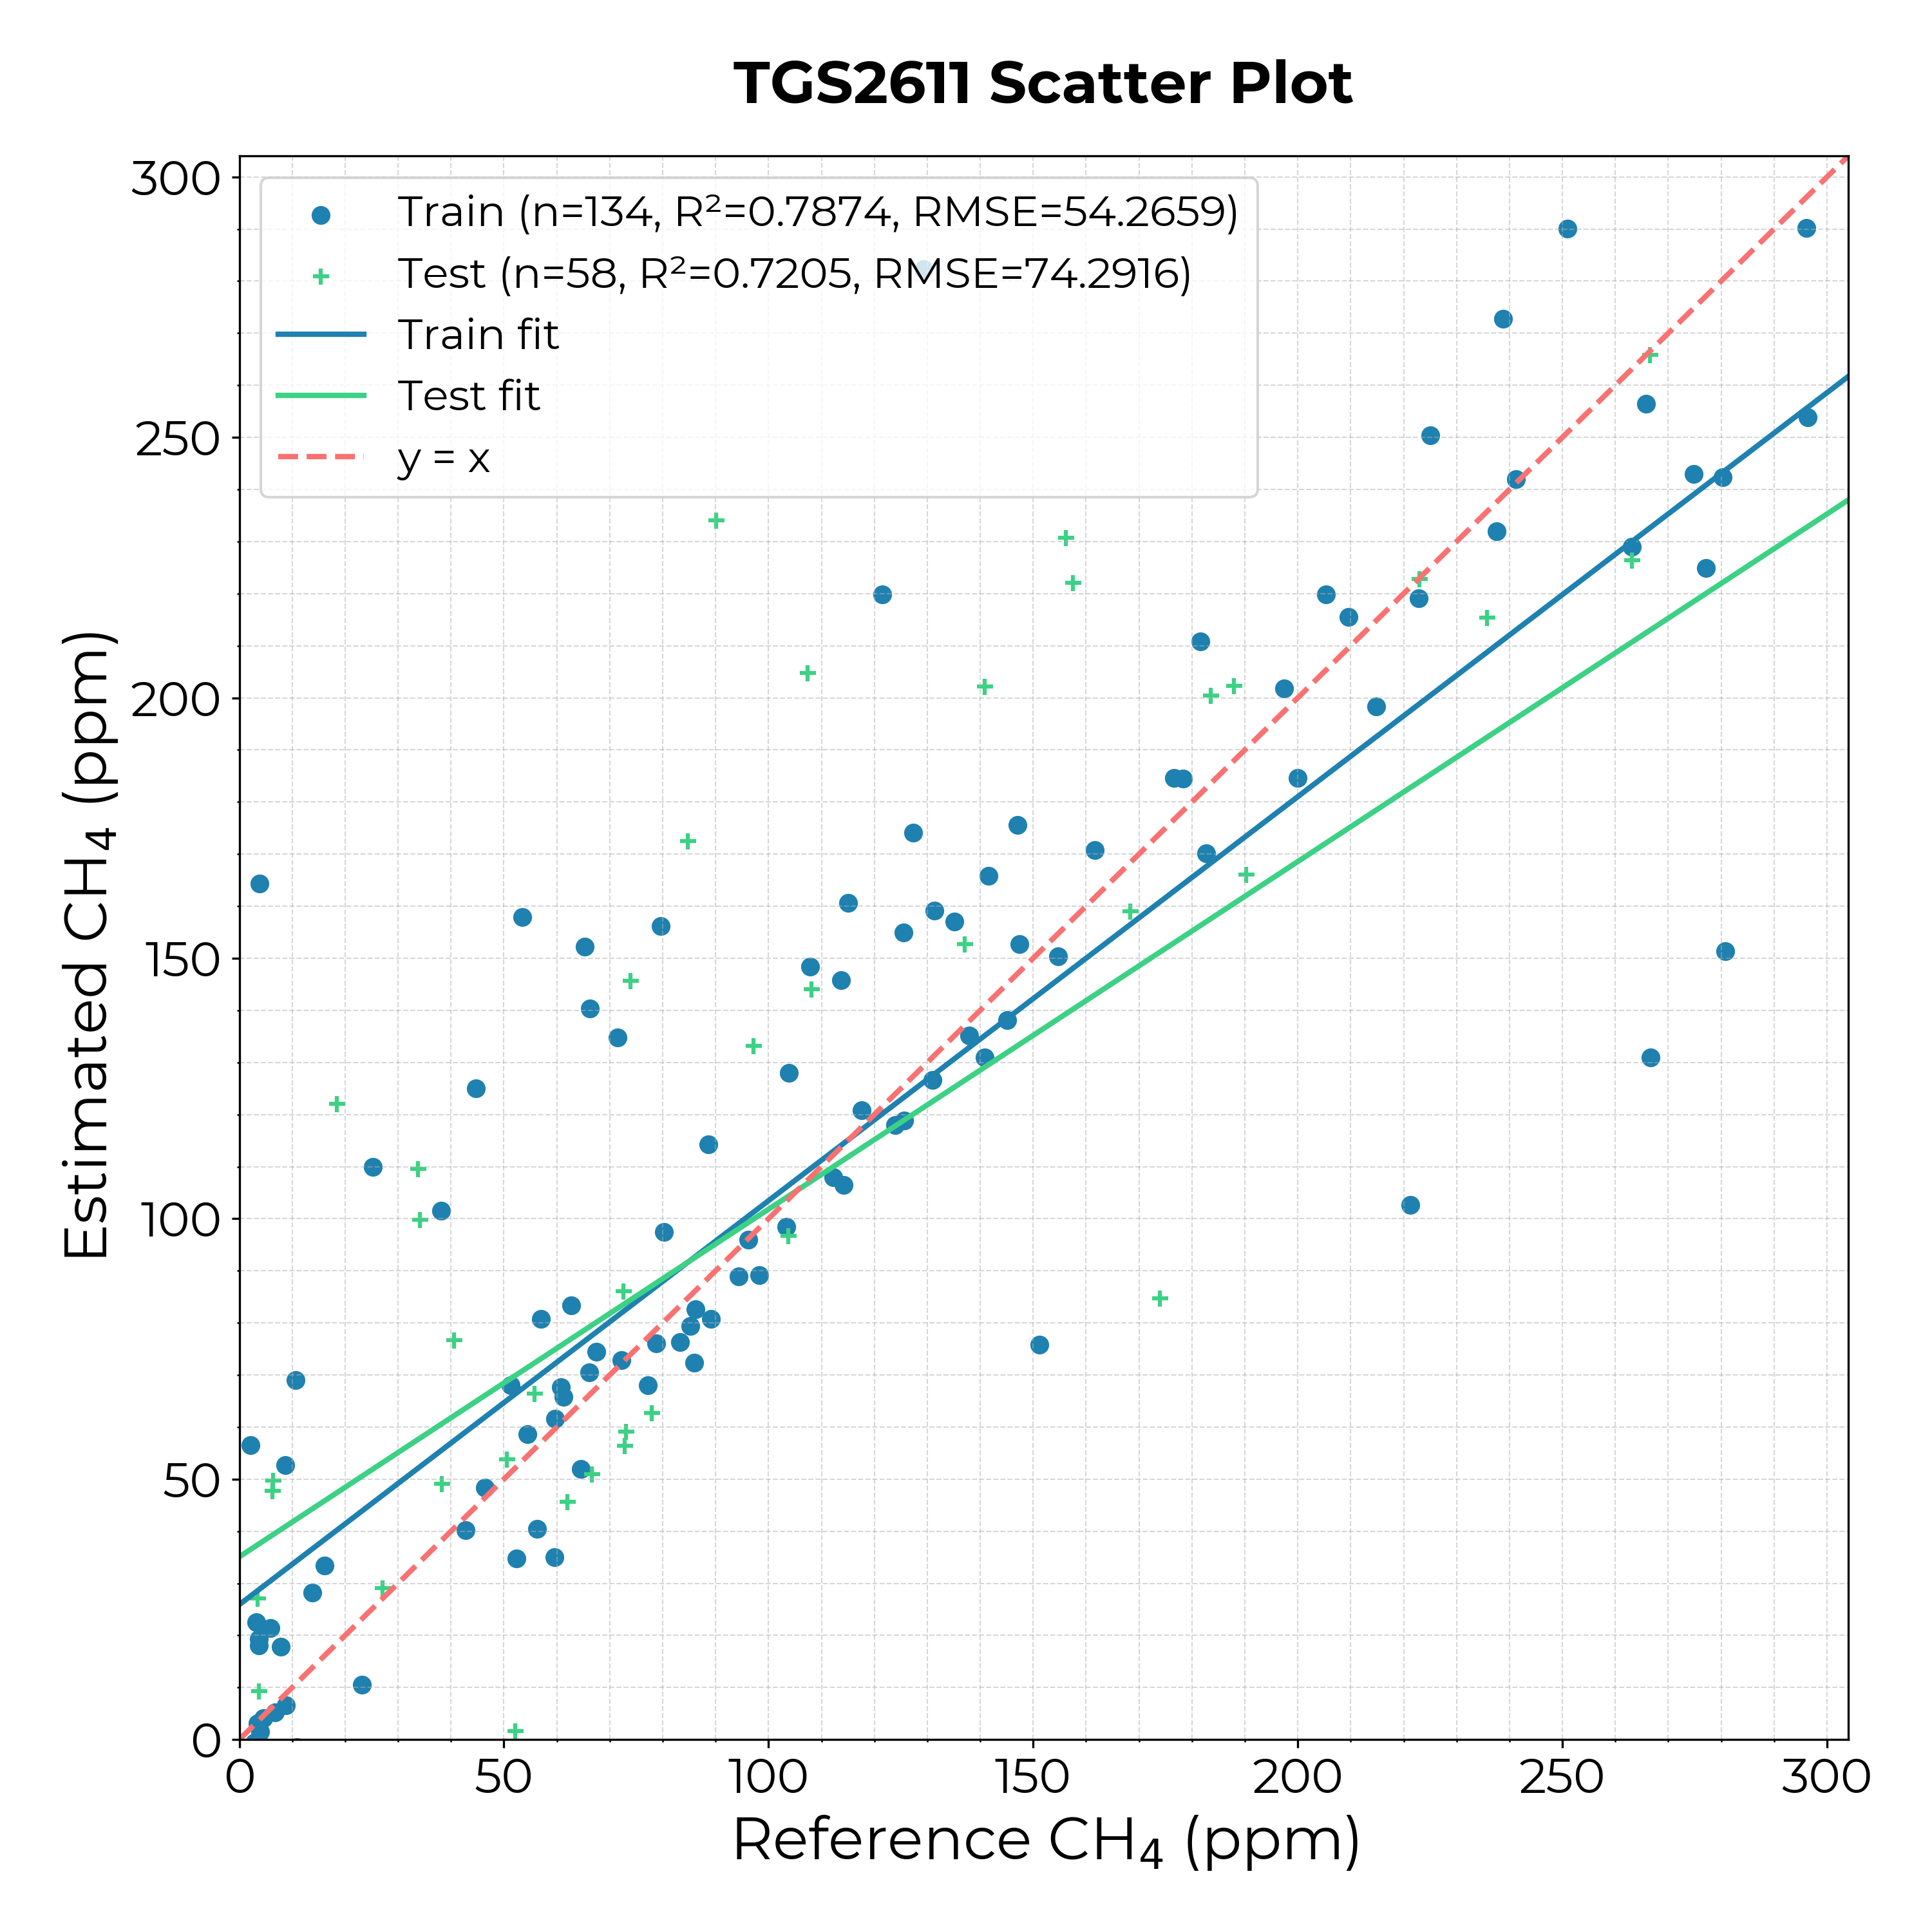 TGS2611 Scatter Plot
Train (n=134, R²=0.7874, RMSE=54.2659)
Test (n=58, R²=0.7205, RMSE=74.2916)
Train fit
Test fit
y = x
Estimated CH₄ (ppm)
300
250
200
150
100
50
0
0 50 100 150 200 250 300
Reference CH₄ (ppm)